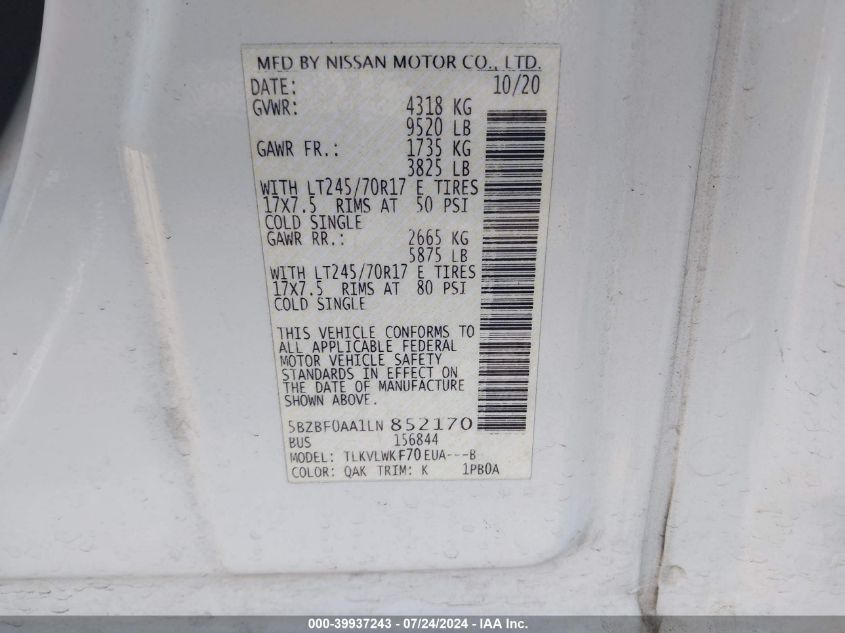 MFD BY NISSAN MOTOR CO., LTD.
DATE: 10/20
GVWR: 4318 KG
9520 LB
GAWR FR.: 1735 KG
3825 LB
WITH LT245/70R17 E TIRES
17X7.5 RIMS AT 50 PSI
COLD SINGLE
GAWR RR.: 2665 KG
5875 LB
WITH LT245/70R17 E TIRES
17X7.5 RIMS AT 80 PSI
COLD SINGLE
THIS VEHICLE CONFORMS TO
ALL APPLICABLE FEDERAL
MOTOR VEHICLE SAFETY
STANDARDS IN EFFECT ON
THE DATE OF MANUFACTURE
SHOWN ABOVE.
5BZBF0AA1LN 852170
BUS 156844
MODEL: TLKVLWKF70EUA---B
COLOR: QAK TRIM: K 1PB0A
000-39937243 - 07/24/2024 - IAA Inc.